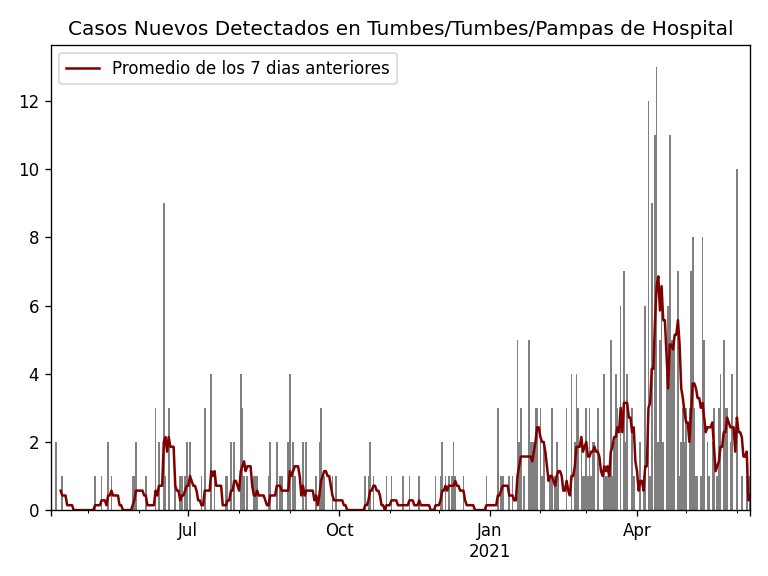 Casos Nuevos Detectados en Tumbes/Tumbes/Pampas de Hospital
Promedio de los 7 dias anteriores
12
10
8
6
4
2
0
Jul
Oct
Jan
2021
Apr